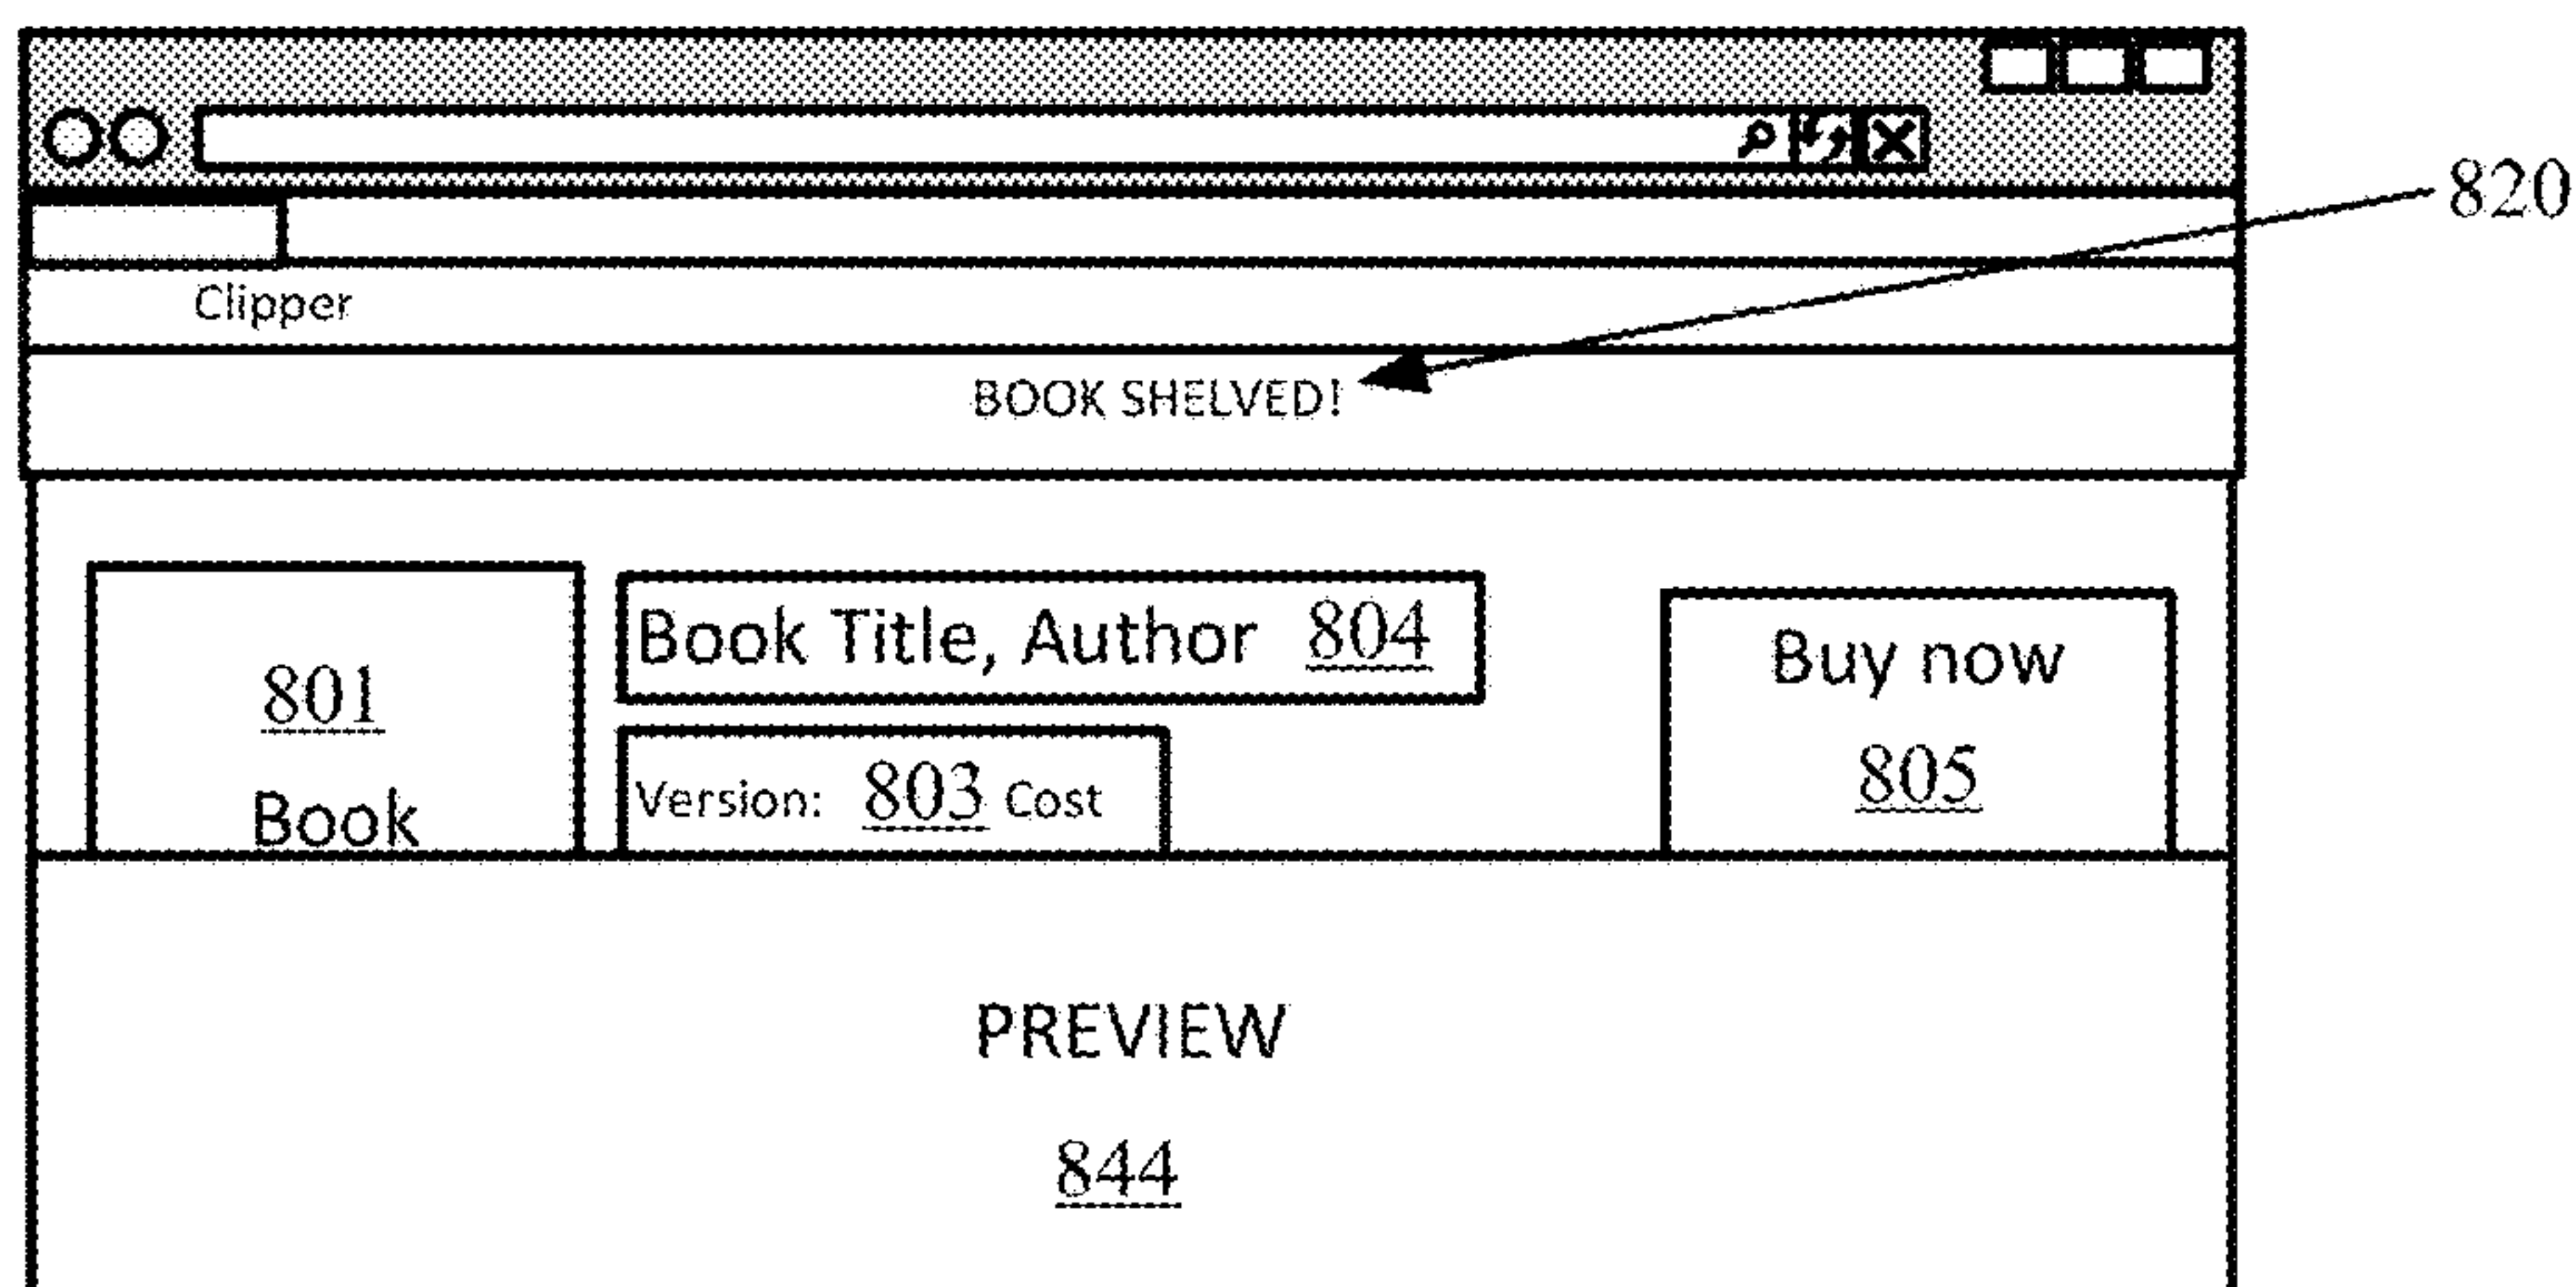 820
Clipper
BOOK SHELVED!
801
Book
Book Title, Author 804
Version: 803 Cost
Buy now
805
PREVIEW
844